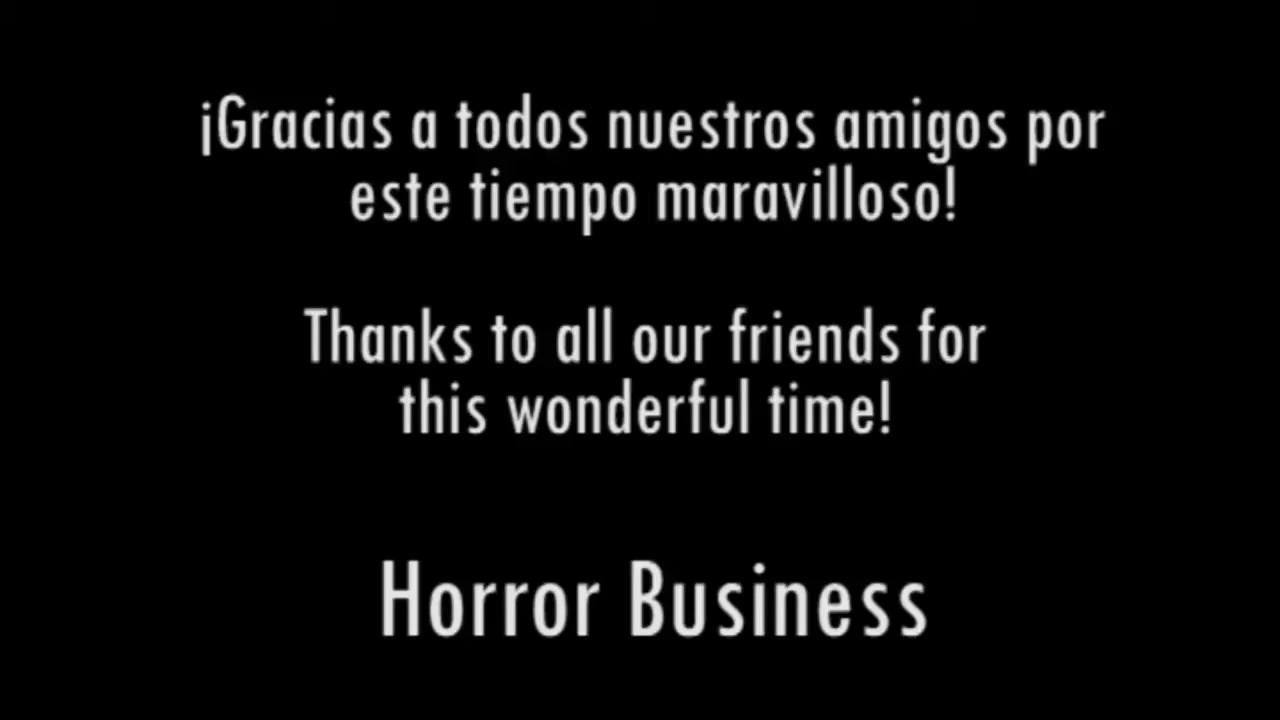 ¡Gracias a todos nuestros amigos por
este tiempo maravilloso!
Thanks to all our friends for
this wonderful time!
Horror Business